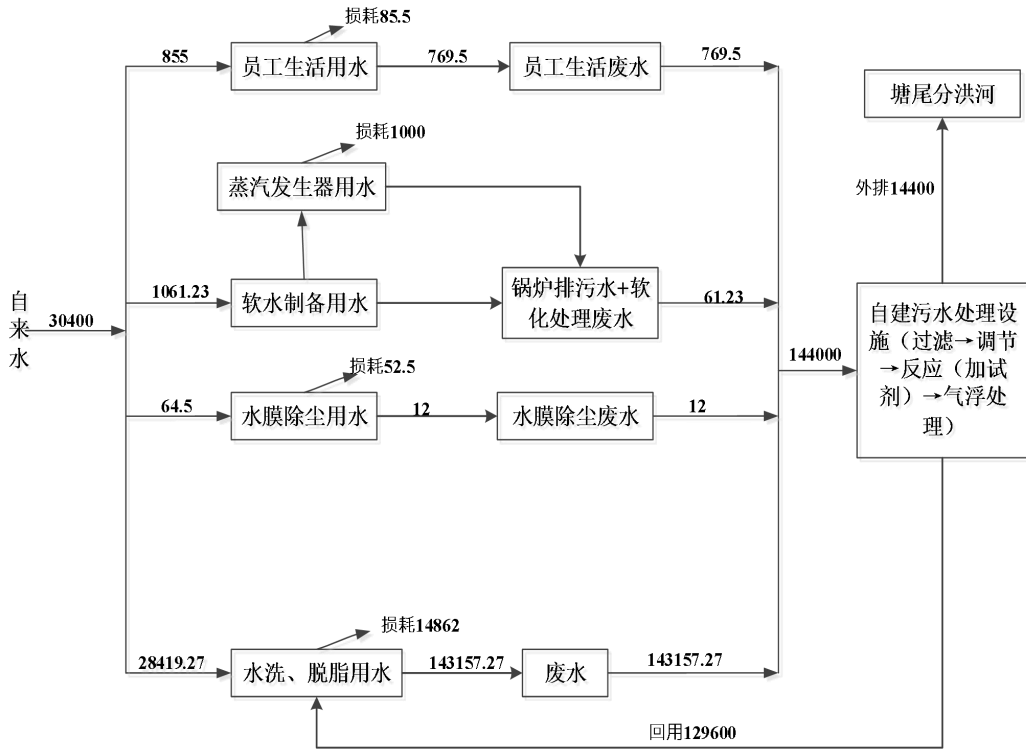 损耗85.5
855
员工生活用水
769.5
员工生活废水
769.5
塘尾分洪河
损耗1000
蒸汽发生器用水
外排14400
自
来
水
30400
1061.23
软水制备用水
锅炉排污水+软
化处理废水
61.23
144000
自建污水处理设
施（过滤→调节
→反应（加试
剂）→气浮处
理）
损耗52.5
64.5
水膜除尘用水
12
水膜除尘废水
12
损耗14862
28419.27
水洗、脱脂用水
143157.27
废水
143157.27
回用129600